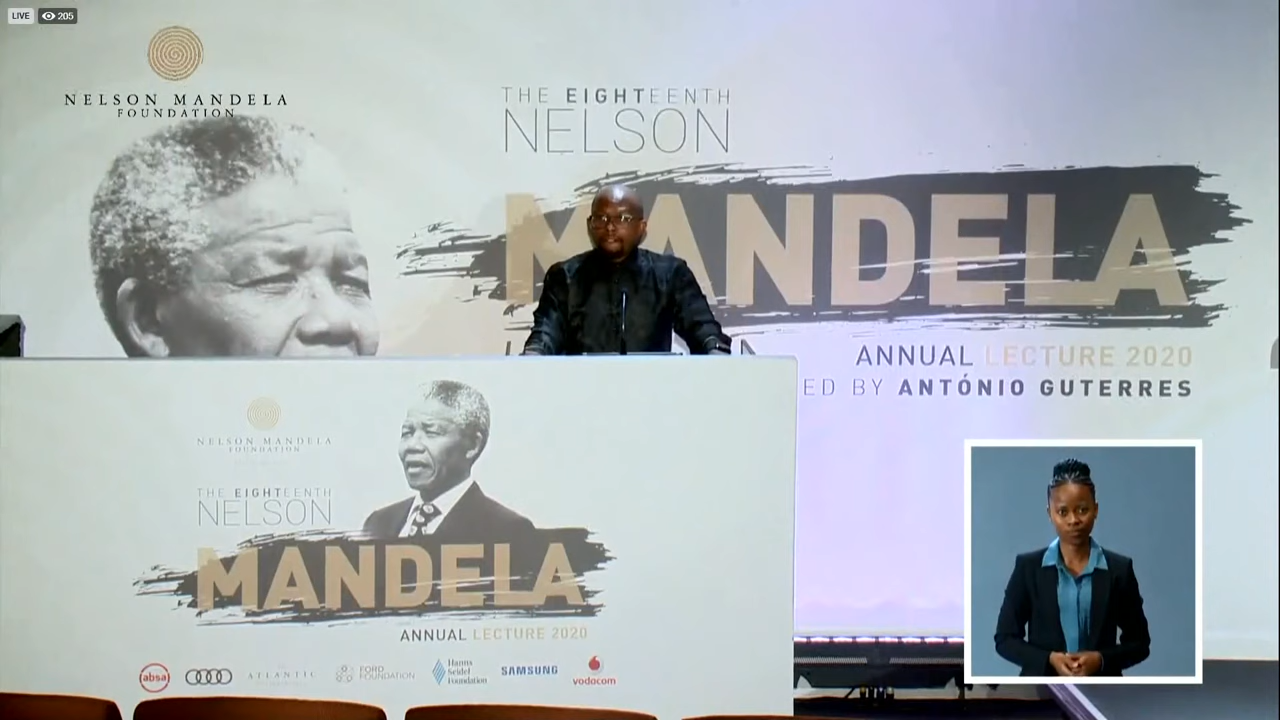 LIVE 205
NELSON MANDELA
FOUNDATION
THE EIGHTEENTH
NELSON
MANDELA
ANNUAL LECTURE 2020
ED BY ANTÓNIO GUTERRES
NELSON MANDELA
FOUNDATION
THE EIGHTEENTH
NELSON
MANDELA
ANNUAL LECTURE 2020
absa
ATLANTIC
FORD
FOUNDATION
Hanns
Seidel
Foundation
SAMSUNG
vodacom